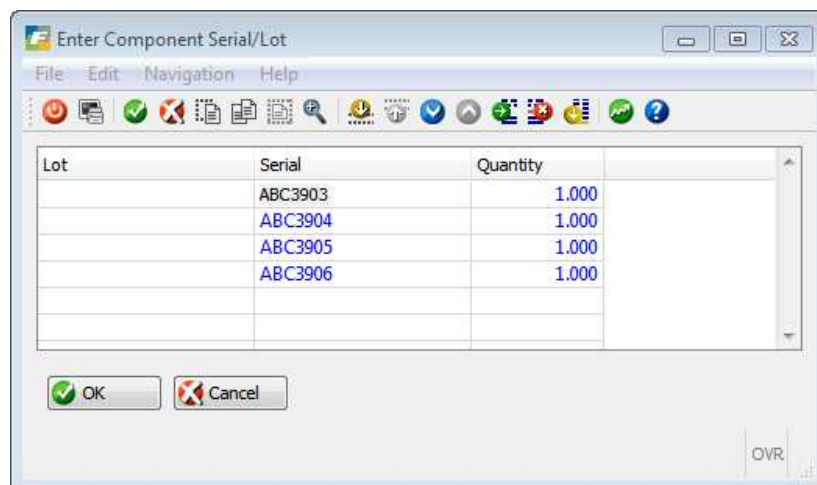 Enter Component Serial/Lot
File Edit Navigation Help
Lot Serial Quantity
ABC3903 1.000
ABC3904 1.000
ABC3905 1.000
ABC3906 1.000
OK Cancel
OVR